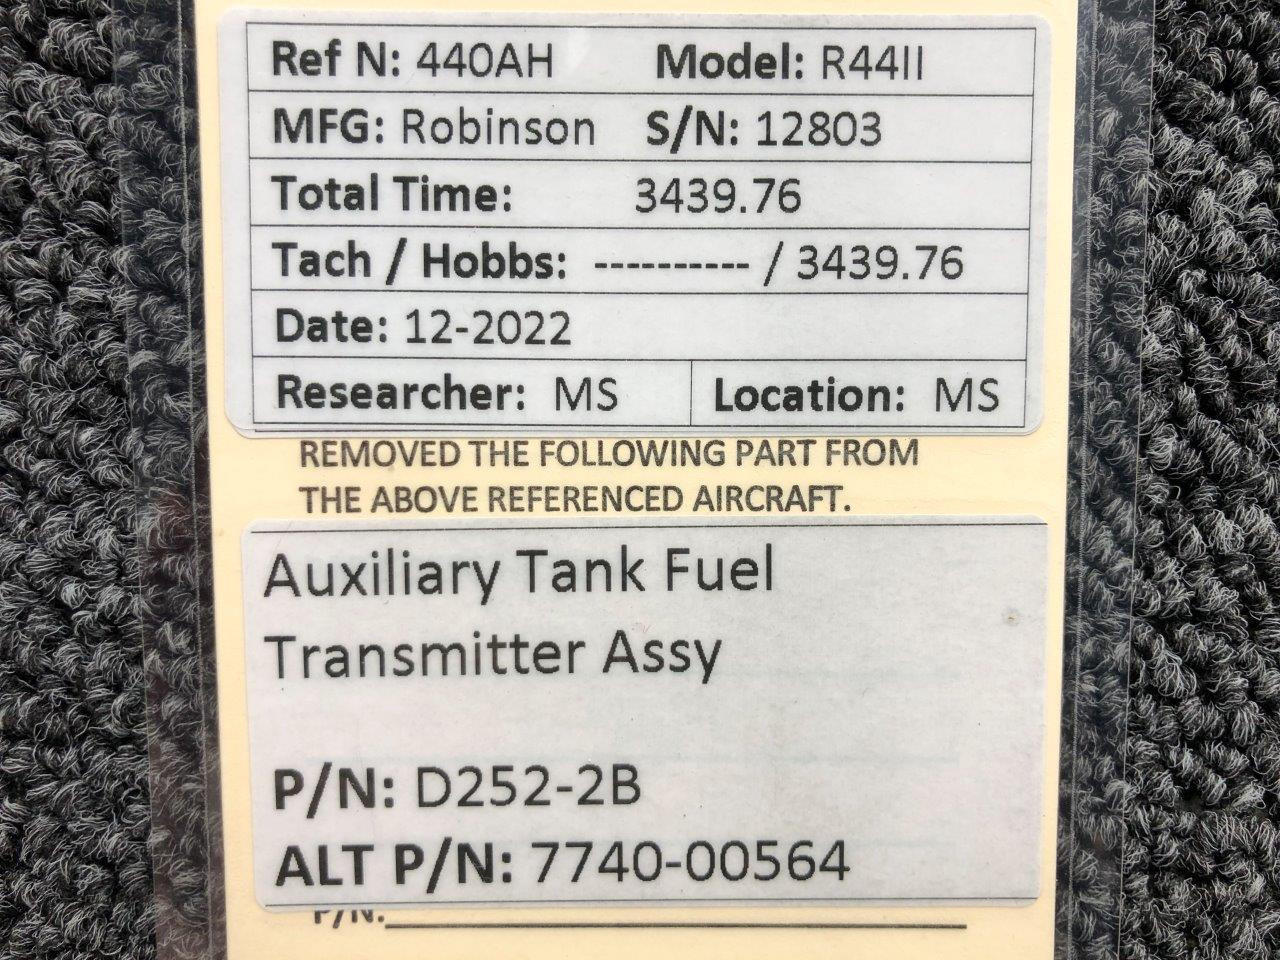 Ref N: 440AH Model: R44II
MFG: Robinson S/N: 12803
Total Time: 3439.76
Tach / Hobbs: ---------- / 3439.76
Date: 12-2022
Researcher: MS Location: MS
REMOVED THE FOLLOWING PART FROM
THE ABOVE REFERENCED AIRCRAFT.
Auxiliary Tank Fuel
Transmitter Assy
P/N: D252-2B
ALT P/N: 7740-00564
P/N: